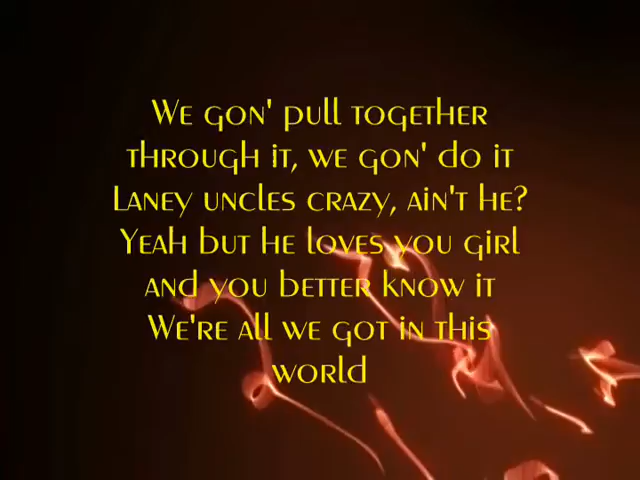 We gon' pull together
through it, we gon' do it
Laney uncles crazy, ain't he?
Yeah but he loves you girl
and you better know it
We're all we got in this
world